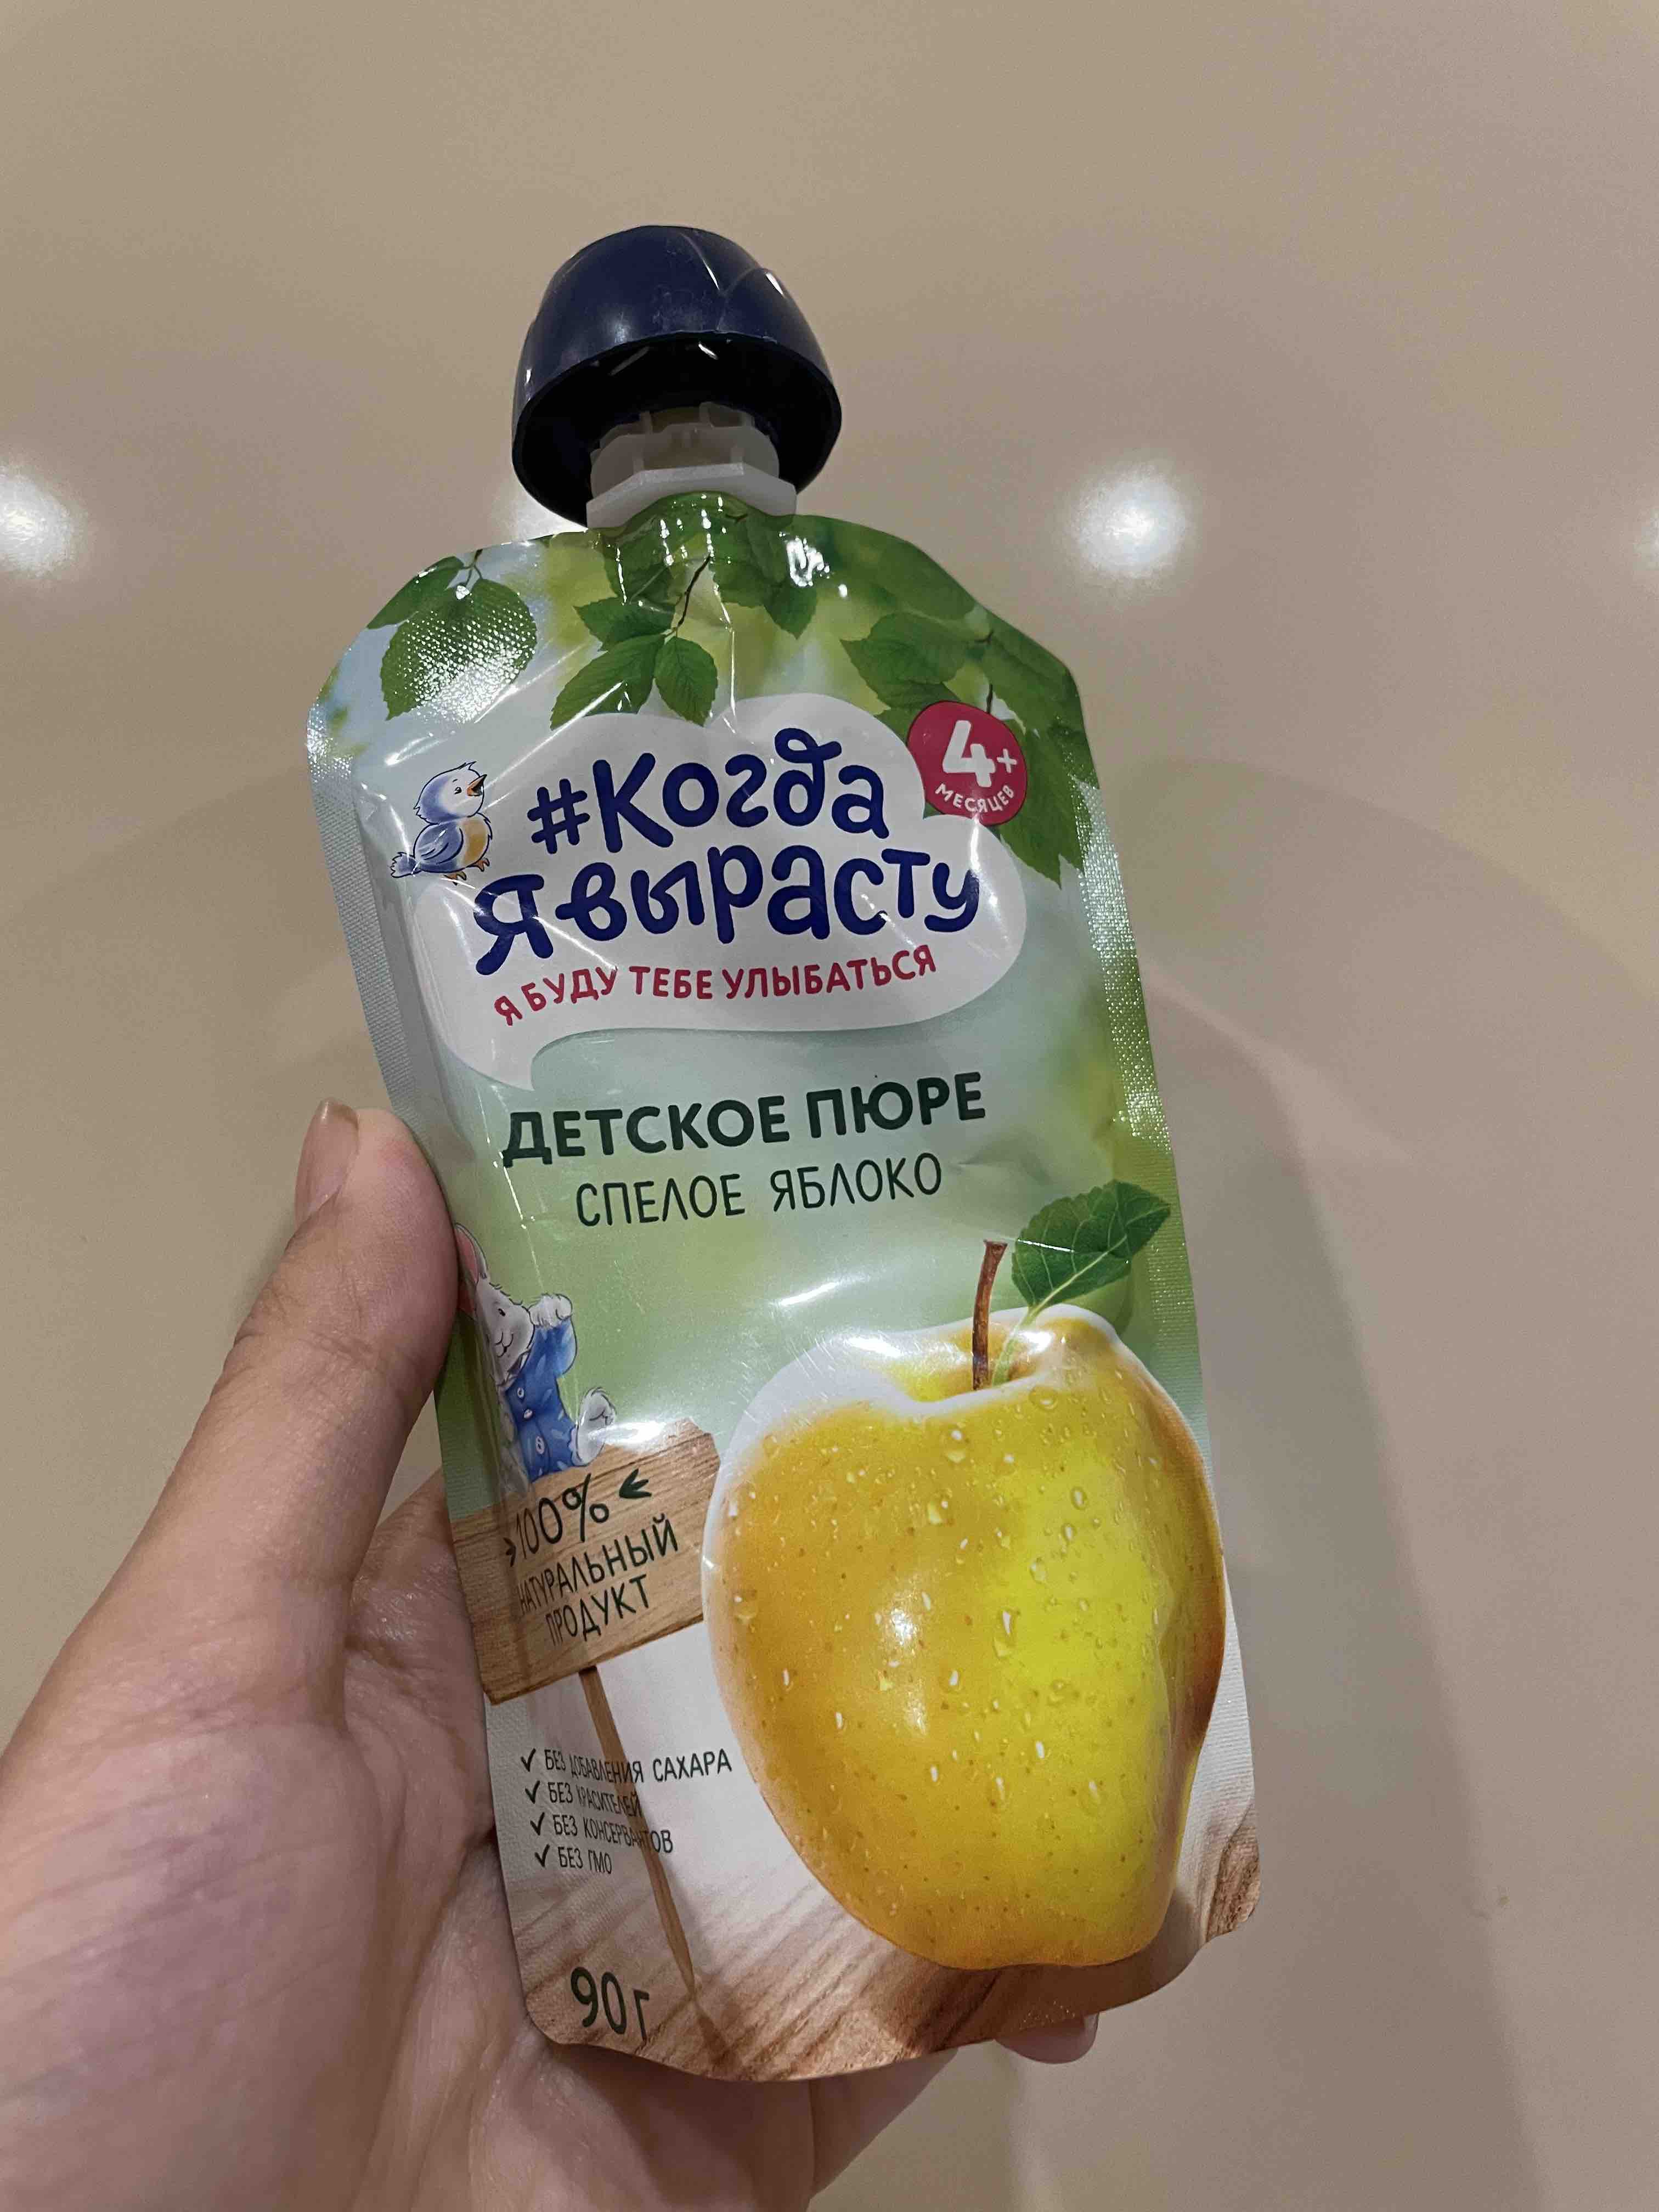 #Когда
я вырасту
Я БУДУ ТЕБЕ УЛЫБАТЬСЯ
4+
МЕСЯЦЕВ
ДЕТСКОЕ ПЮРЕ
СПЕЛОЕ ЯБЛОКО
100%
НАТУРАЛЬНЫЙ
ПРОДУКТ
✓ БЕЗ ДОБАВЛЕНИЯ САХАРА
✓ БЕЗ КРАСИТЕЛЕЙ
✓ БЕЗ КОНСЕРВАНТОВ
✓ БЕЗ ГМО
90г